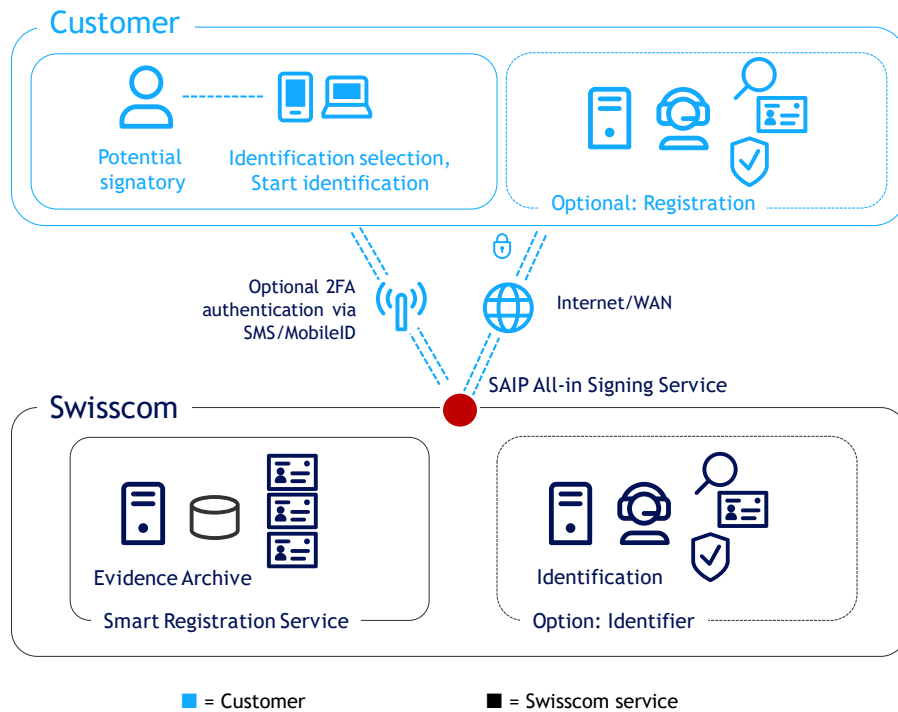 Customer
Potential
signatory
Identification selection,
Start identification
Optional: Registration
Optional 2FA
authentication via
SMS/MobileID
Internet/WAN
SAIP All-in Signing Service
Swisscom
Evidence Archive
Smart Registration Service
Identification
Option: Identifier
= Customer
= Swisscom service